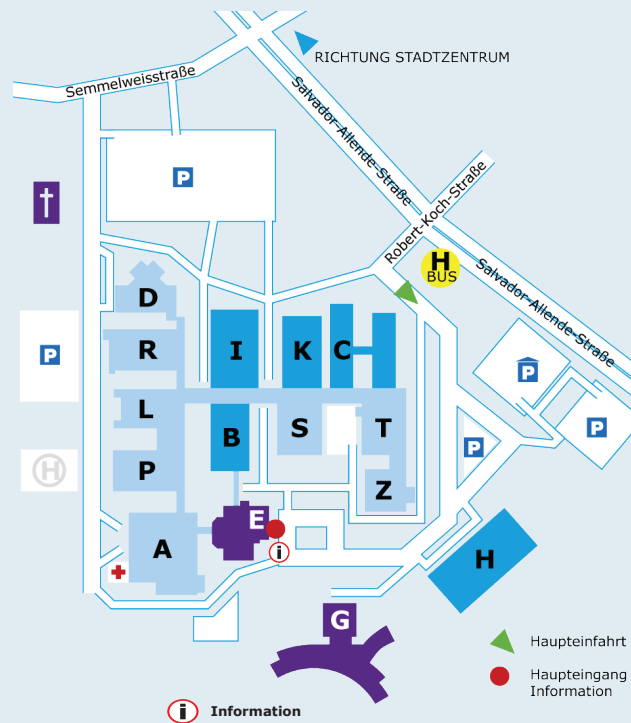 RICHTUNG STADTZENTRUM
Semmelweisstraße
Salvador-Allende-Straße
P
Robert-Koch-Straße
H
BUS
Salvador-Allende-Straße
D
P
R
I
K
C
P
L
B
S
T
P
P
H
P
Z
A
E
i
H
G
Haupteinfahrt
Haupteingang
Information
i Information